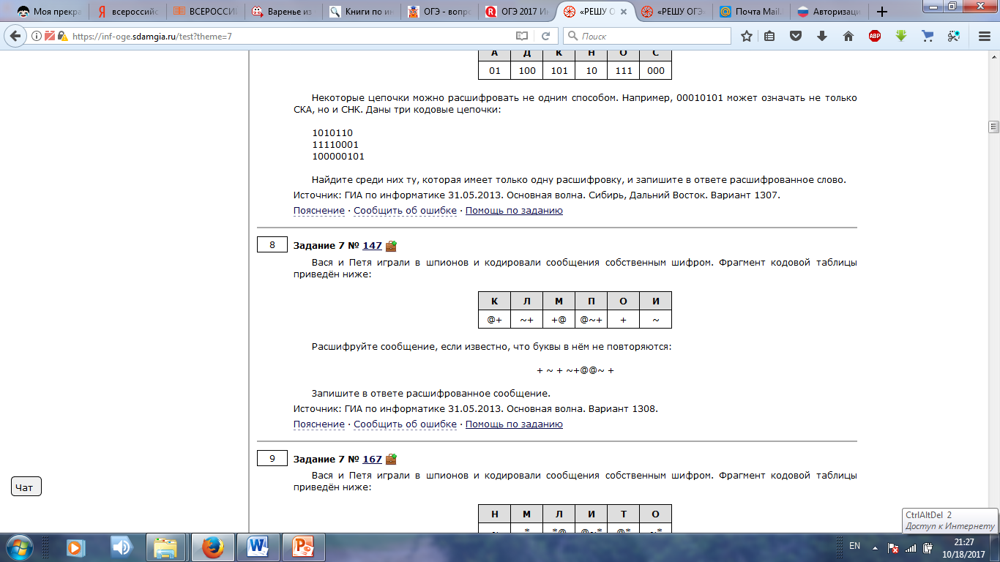 Моя прекра
всероссийс
ВСЕРОССИЙ
Варенье из
Книги по ин
ОГЭ - вопро
ОГЭ 2017 Ин
«РЕШУ О
«РЕШУ ОГЭ»
Почта Mail.
Авторизаци
https://inf-oge.sdamgia.ru/test?theme=7
Поиск
ABP
А Д К Н О С
01 100 101 10 111 000
Некоторые цепочки можно расшифровать не одним способом. Например, 00010101 может означать не только
СКА, но и СНК. Даны три кодовые цепочки:
1010110
11110001
100000101
Найдите среди них ту, которая имеет только одну расшифровку, и запишите в ответе расшифрованное слово.
Источник: ГИА по информатике 31.05.2013. Основная волна. Сибирь, Дальний Восток. Вариант 1307.
Пояснение · Сообщить об ошибке · Помощь по заданию
8 Задание 7 № 147
Вася и Петя играли в шпионов и кодировали сообщения собственным шифром. Фрагмент кодовой таблицы
приведён ниже:
К Л М П О И
@+ ~+ +@ @~+ + ~
Расшифруйте сообщение, если известно, что буквы в нём не повторяются:
+ ~ + ~+@@~ +
Запишите в ответе расшифрованное сообщение.
Источник: ГИА по информатике 31.05.2013. Основная волна. Вариант 1308.
Пояснение · Сообщить об ошибке · Помощь по заданию
9 Задание 7 № 167
Вася и Петя играли в шпионов и кодировали сообщения собственным шифром. Фрагмент кодовой таблицы
приведён ниже:
Н М Л И Т О
~ * *@ @~* @* ~*
Чат
CtrlAltDel 2
Доступ к Интернету
EN
21:27
10/18/2017